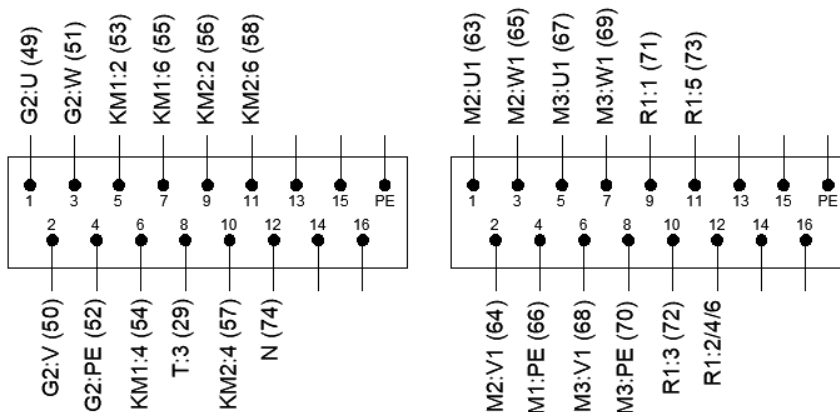 G2:U (49)
G2:W (51)
KM1:2 (53)
KM1:6 (55)
KM2:2 (56)
KM2:6 (58)
1
3
5
7
9
11
13
15
PE
2
4
6
8
10
12
14
16
G2:V (50)
G2:PE (52)
KM1:4 (54)
T:3 (29)
KM2:4 (57)
N (74)
M2:U1 (63)
M2:W1 (65)
M3:U1 (67)
M3:W1 (69)
R1:1 (71)
R1:5 (73)
1
3
5
7
9
11
13
15
PE
2
4
6
8
10
12
14
16
M2:V1 (64)
M1:PE (66)
M3:V1 (68)
M3:PE (70)
R1:3 (72)
R1:2/4/6